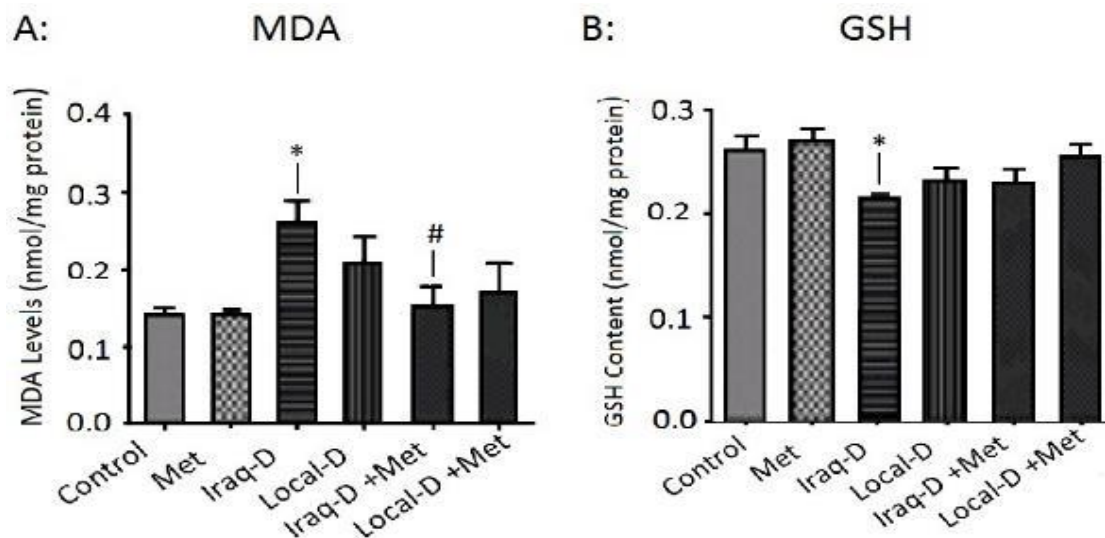 A: MDA
MDA Levels (nmol/mg protein)
0.4
0.3
0.2
0.1
0.0
*
#
Control
Met
Iraq-D
Local-D
Iraq-D +Met
Local-D +Met
B: GSH
GSH Content (nmol/mg protein)
0.3
0.2
0.1
0.0
*
Control
Met
Iraq-D
Local-D
Iraq-D +Met
Local-D +Met